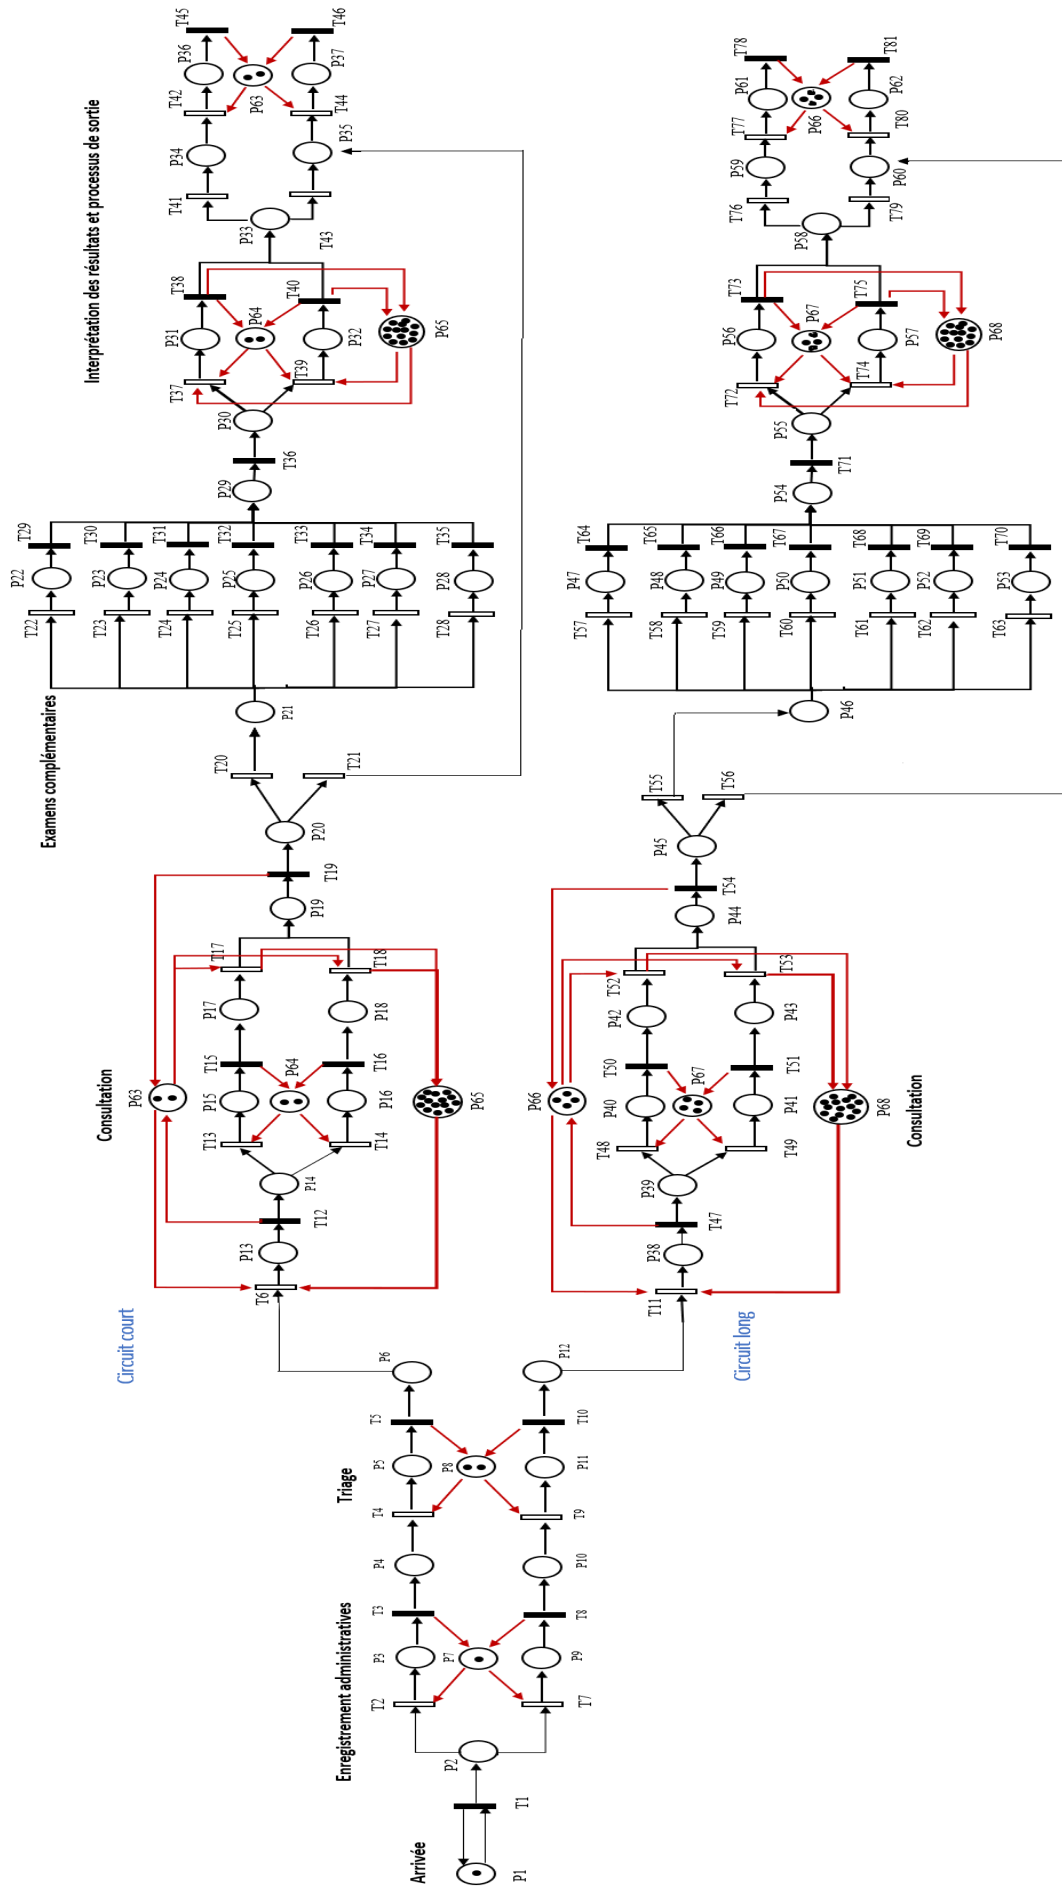 Arrivée
P1
T1
P2
Enregistrement administratives
T2
P3
T3
P7
T7
P9
T8
Triage
P4
T4
P5
T5
P6
P8
P10
T9
P11
T10
P12
Circuit court
Consultation
T6
P13
T12
P14
P63
T13
P15
T15
P17
T17
P64
T14
P16
T16
P18
T18
P65
P19
T19
P20
T20
T21
Examens complémentaires
P21
T22
P22
T29
T23
P23
T30
T24
P24
T31
T25
P25
T32
T26
P26
T33
T27
P27
T34
T28
P28
T35
P29
T36
Interprétation des résultats et processus de sortie
P30
T37
P31
T38
P64
T39
P32
T40
P65
P33
T41
P34
T42
P36
T45
P63
T43
P35
T44
P37
T46
Circuit long
Consultation
T11
P38
T47
P39
P66
T48
P40
T50
P42
T52
P67
T49
P41
T51
P43
T53
P68
P44
T54
P45
T55
T56
P46
T57
P47
T64
T58
P48
T65
T59
P49
T66
T60
P50
T67
T61
P51
T68
T62
P52
T69
T63
P53
T70
P54
T71
P55
T72
P56
T73
P67
T74
P57
T75
P68
P58
T76
P59
T77
P61
T78
P66
T79
P60
T80
P62
T81